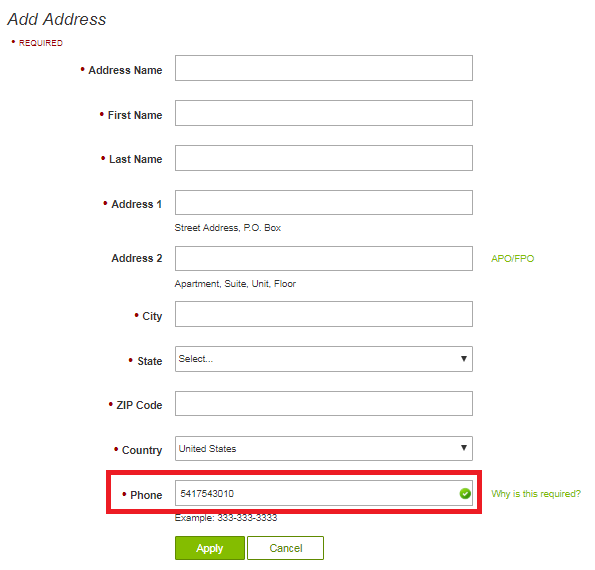 Add Address
• REQUIRED
• Address Name
• First Name
• Last Name
• Address 1
Street Address, P.O. Box
Address 2 APO/FPO
Apartment, Suite, Unit, Floor
• City
• State Select...
• ZIP Code
• Country United States
• Phone 5417543010 Why is this required?
Example: 333-333-3333
Apply Cancel